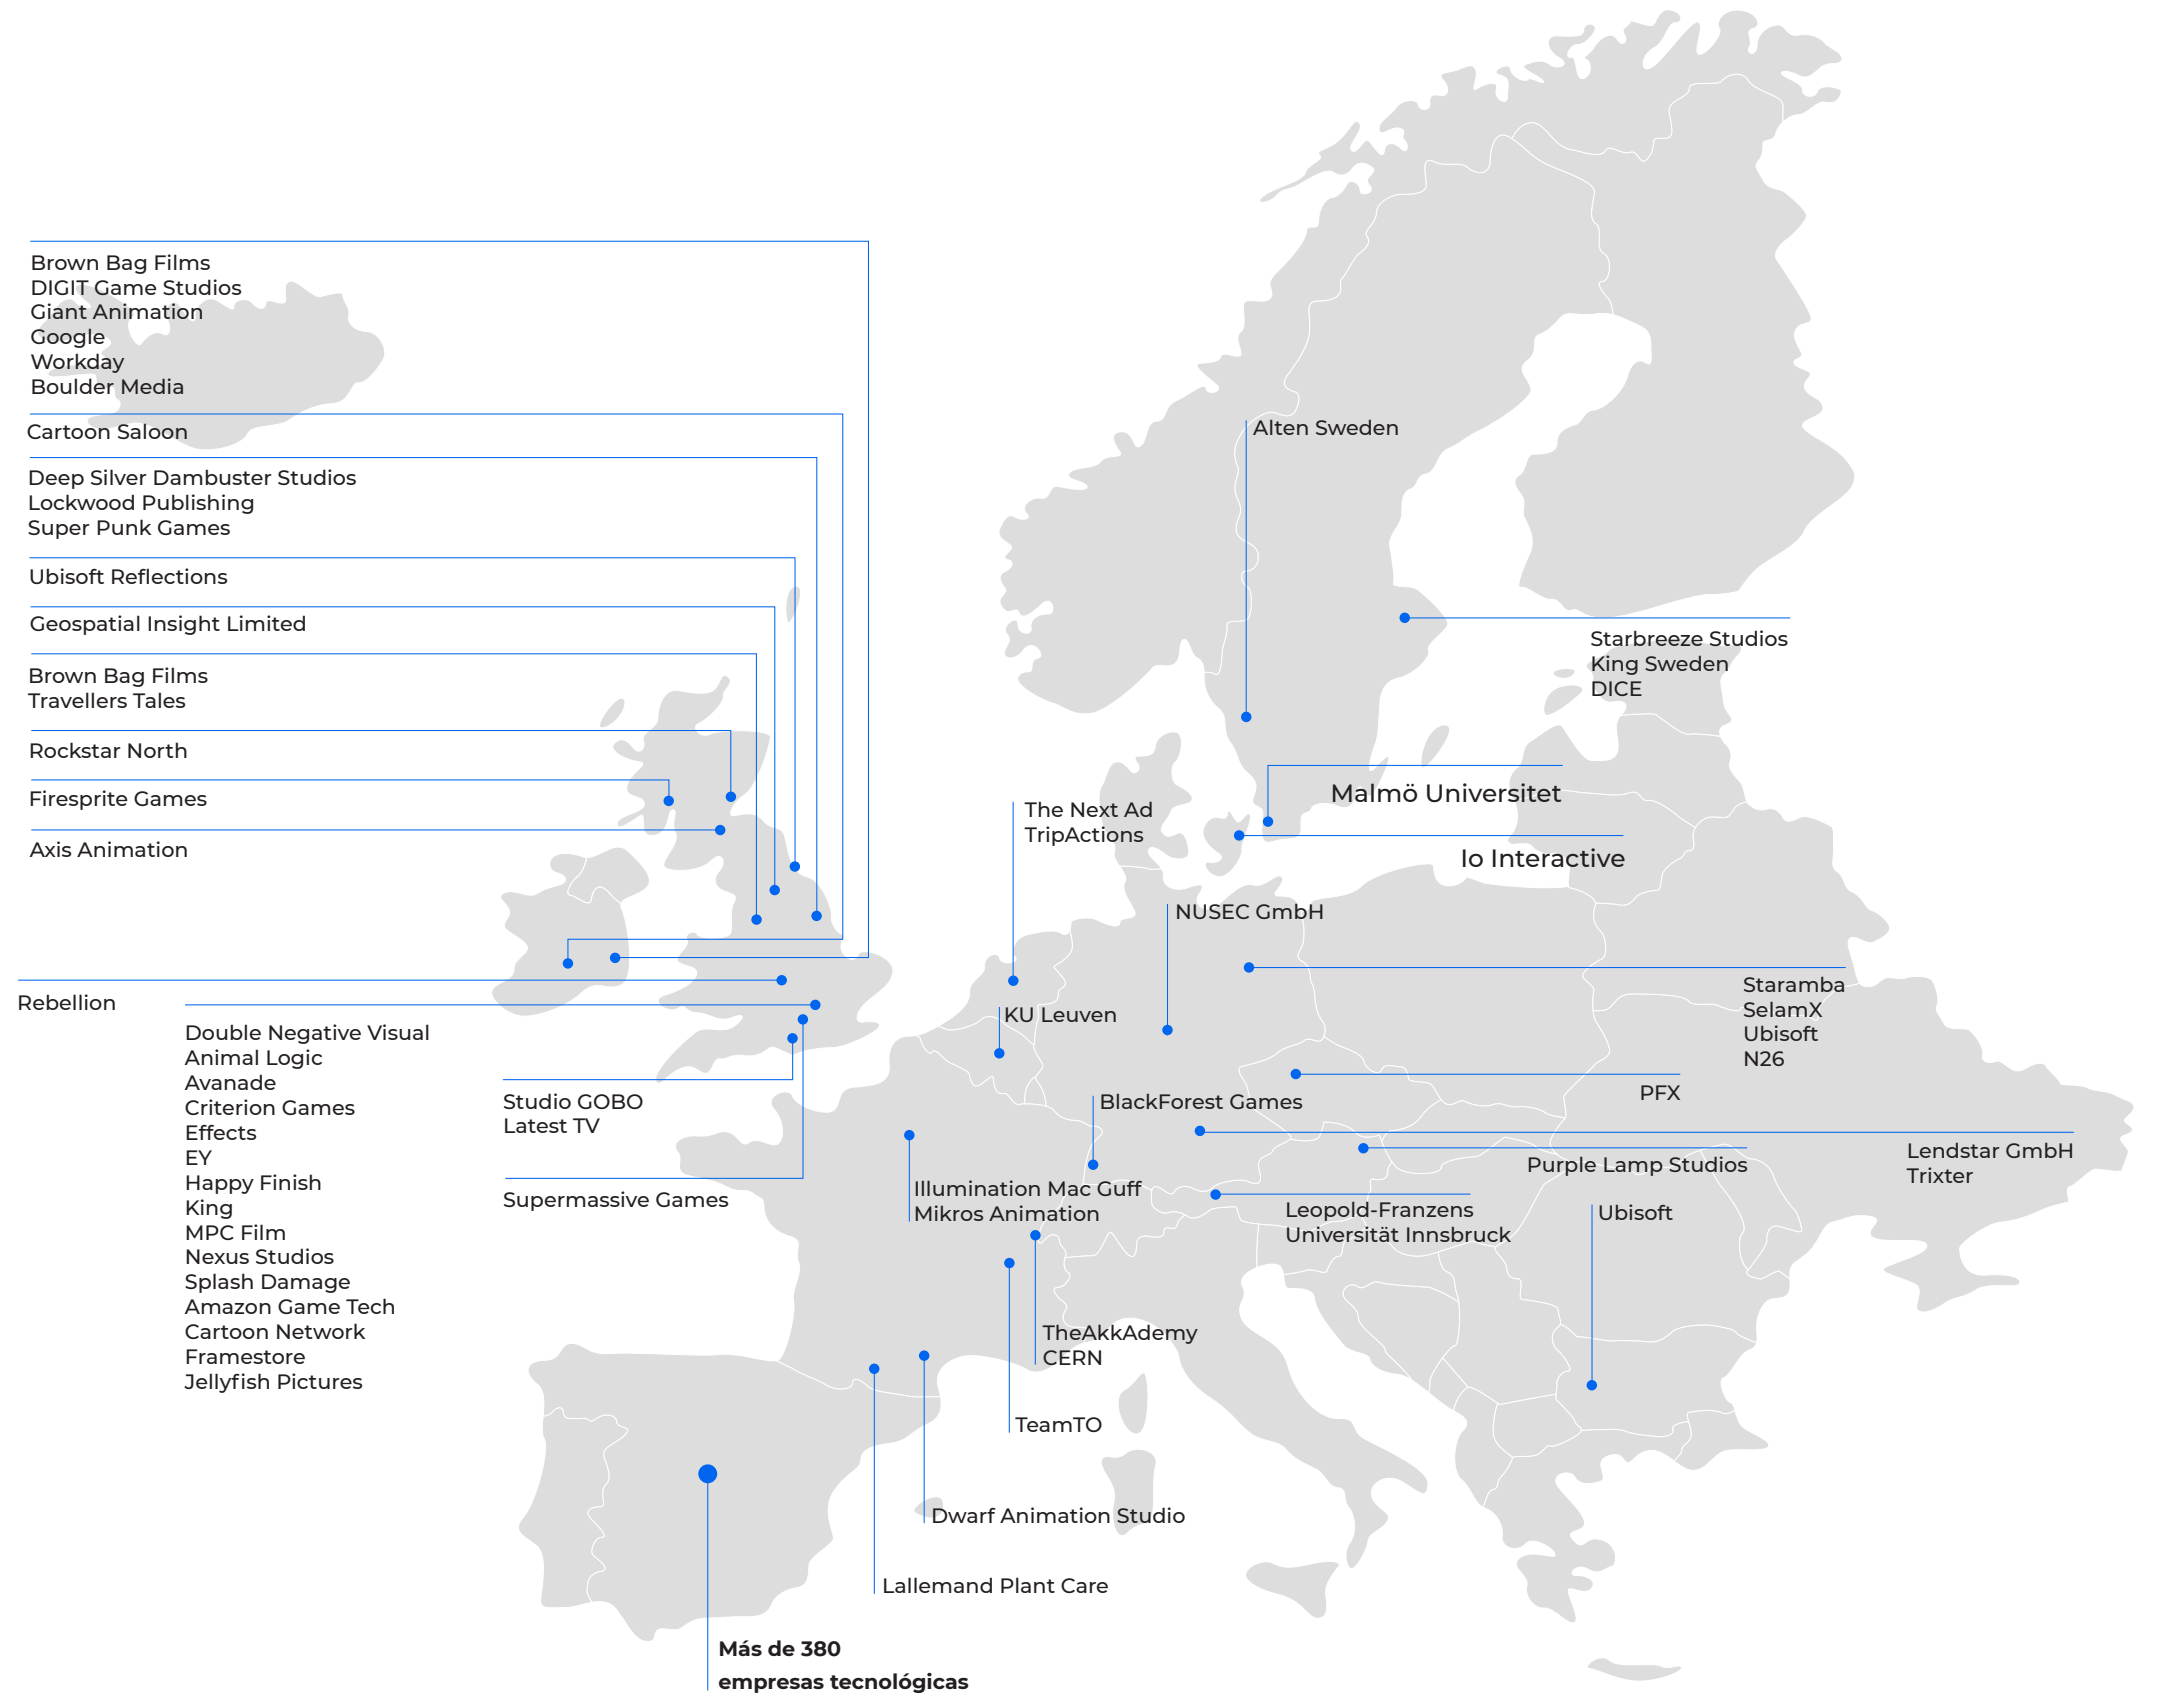 Brown Bag Films
DIGIT Game Studios
Giant Animation
Google
Workday
Boulder Media
Cartoon Saloon
Deep Silver Dambuster Studios
Lockwood Publishing
Super Punk Games
Ubisoft Reflections
Geospatial Insight Limited
Brown Bag Films
Travellers Tales
Rockstar North
Firesprite Games
Axis Animation
Rebellion
Double Negative Visual
Animal Logic
Avanade
Criterion Games
Effects
EY
Happy Finish
King
MPC Film
Nexus Studios
Splash Damage
Amazon Game Tech
Cartoon Network
Framestore
Jellyfish Pictures
Studio GOBO
Latest TV
Supermassive Games
Alten Sweden
Starbreeze Studios
King Sweden
DICE
Malmö Universitet
Io Interactive
The Next Ad
TripActions
NUSEC GmbH
KU Leuven
Staramba
SelamX
Ubisoft
N26
PFX
BlackForest Games
Lendstar GmbH
Trixter
Purple Lamp Studios
Illumination Mac Guff
Mikros Animation
Leopold-Franzens
Universität Innsbruck
Ubisoft
TheAkkAdemy
CERN
TeamTO
Dwarf Animation Studio
Lallemand Plant Care
Más de 380
empresas tecnológicas